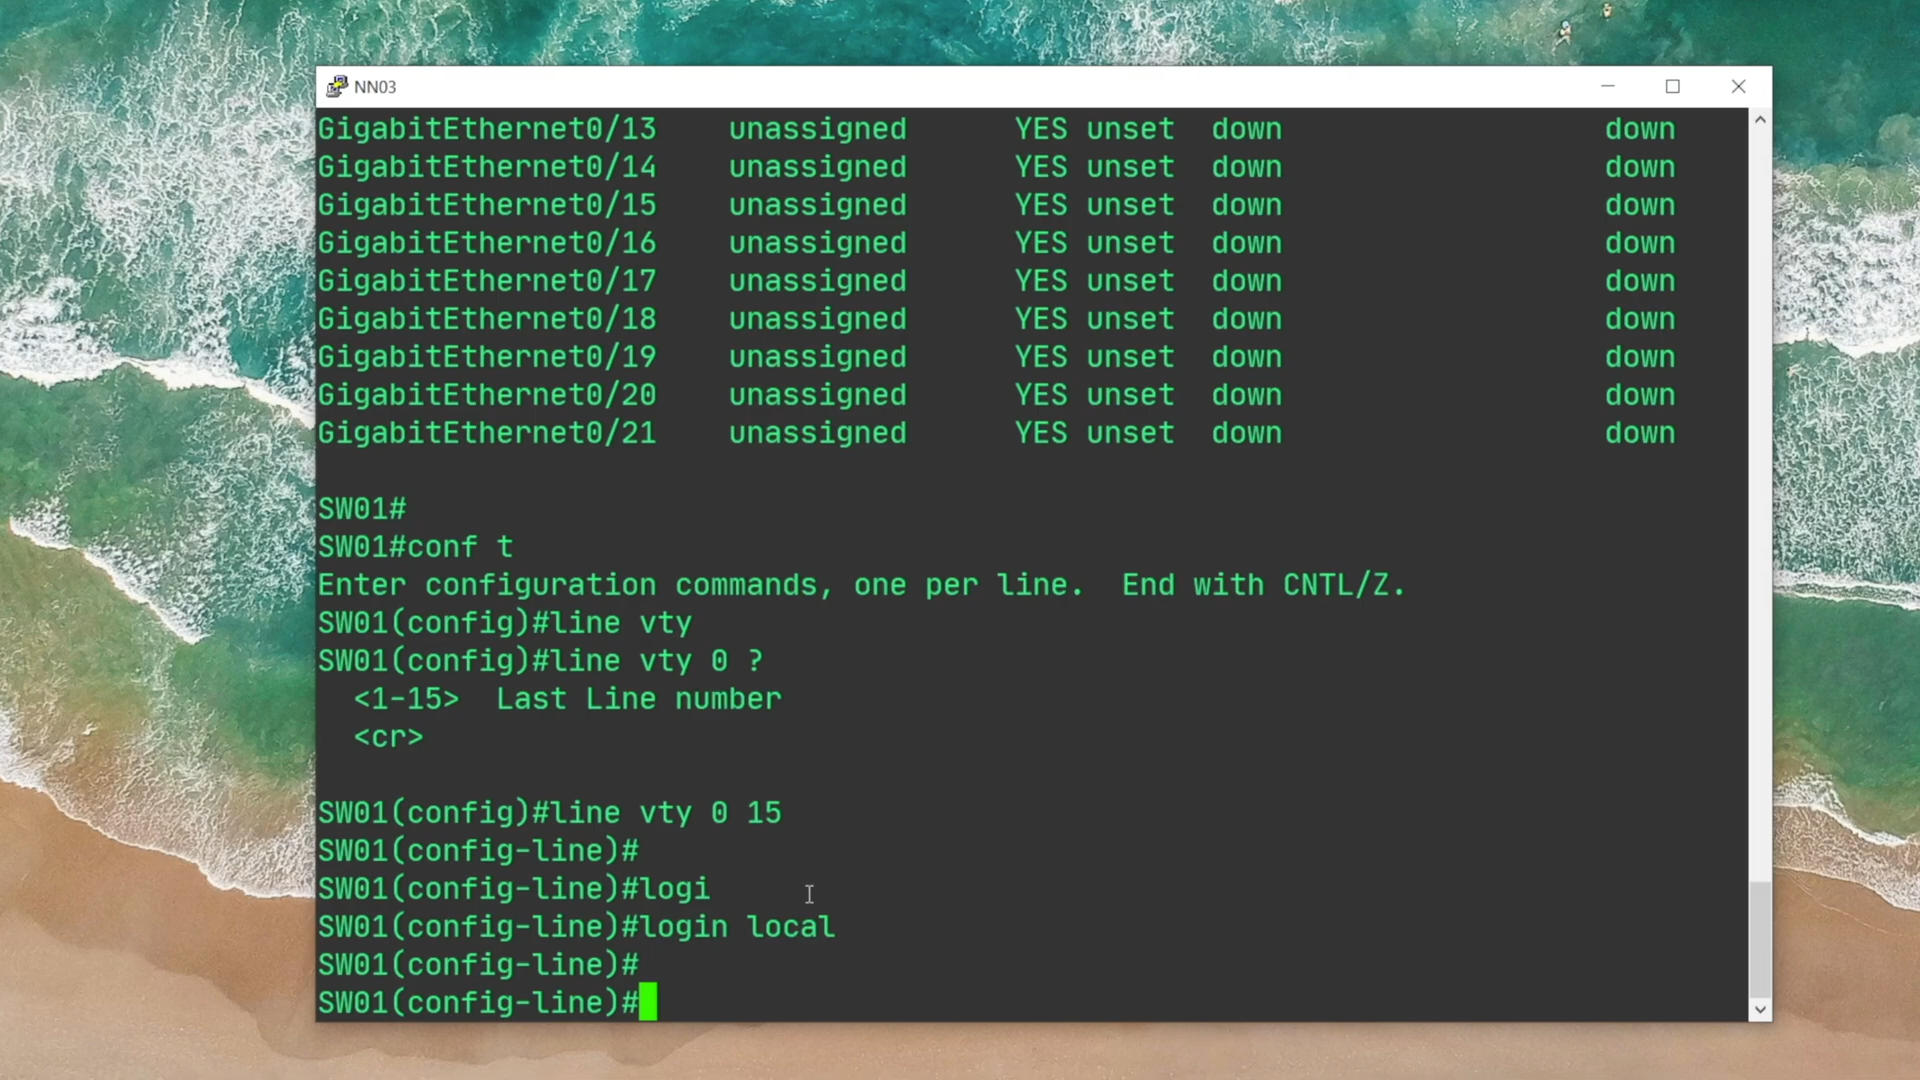 NN03
GigabitEthernet0/13 unassigned YES unset down down
GigabitEthernet0/14 unassigned YES unset down down
GigabitEthernet0/15 unassigned YES unset down down
GigabitEthernet0/16 unassigned YES unset down down
GigabitEthernet0/17 unassigned YES unset down down
GigabitEthernet0/18 unassigned YES unset down down
GigabitEthernet0/19 unassigned YES unset down down
GigabitEthernet0/20 unassigned YES unset down down
GigabitEthernet0/21 unassigned YES unset down down
SW01#
SW01#conf t
Enter configuration commands, one per line. End with CNTL/Z.
SW01(config)#line vty
SW01(config)#line vty 0 ?
<1-15> Last Line number
<cr>
SW01(config)#line vty 0 15
SW01(config-line)#
SW01(config-line)#logi
SW01(config-line)#login local
SW01(config-line)#
SW01(config-line)#